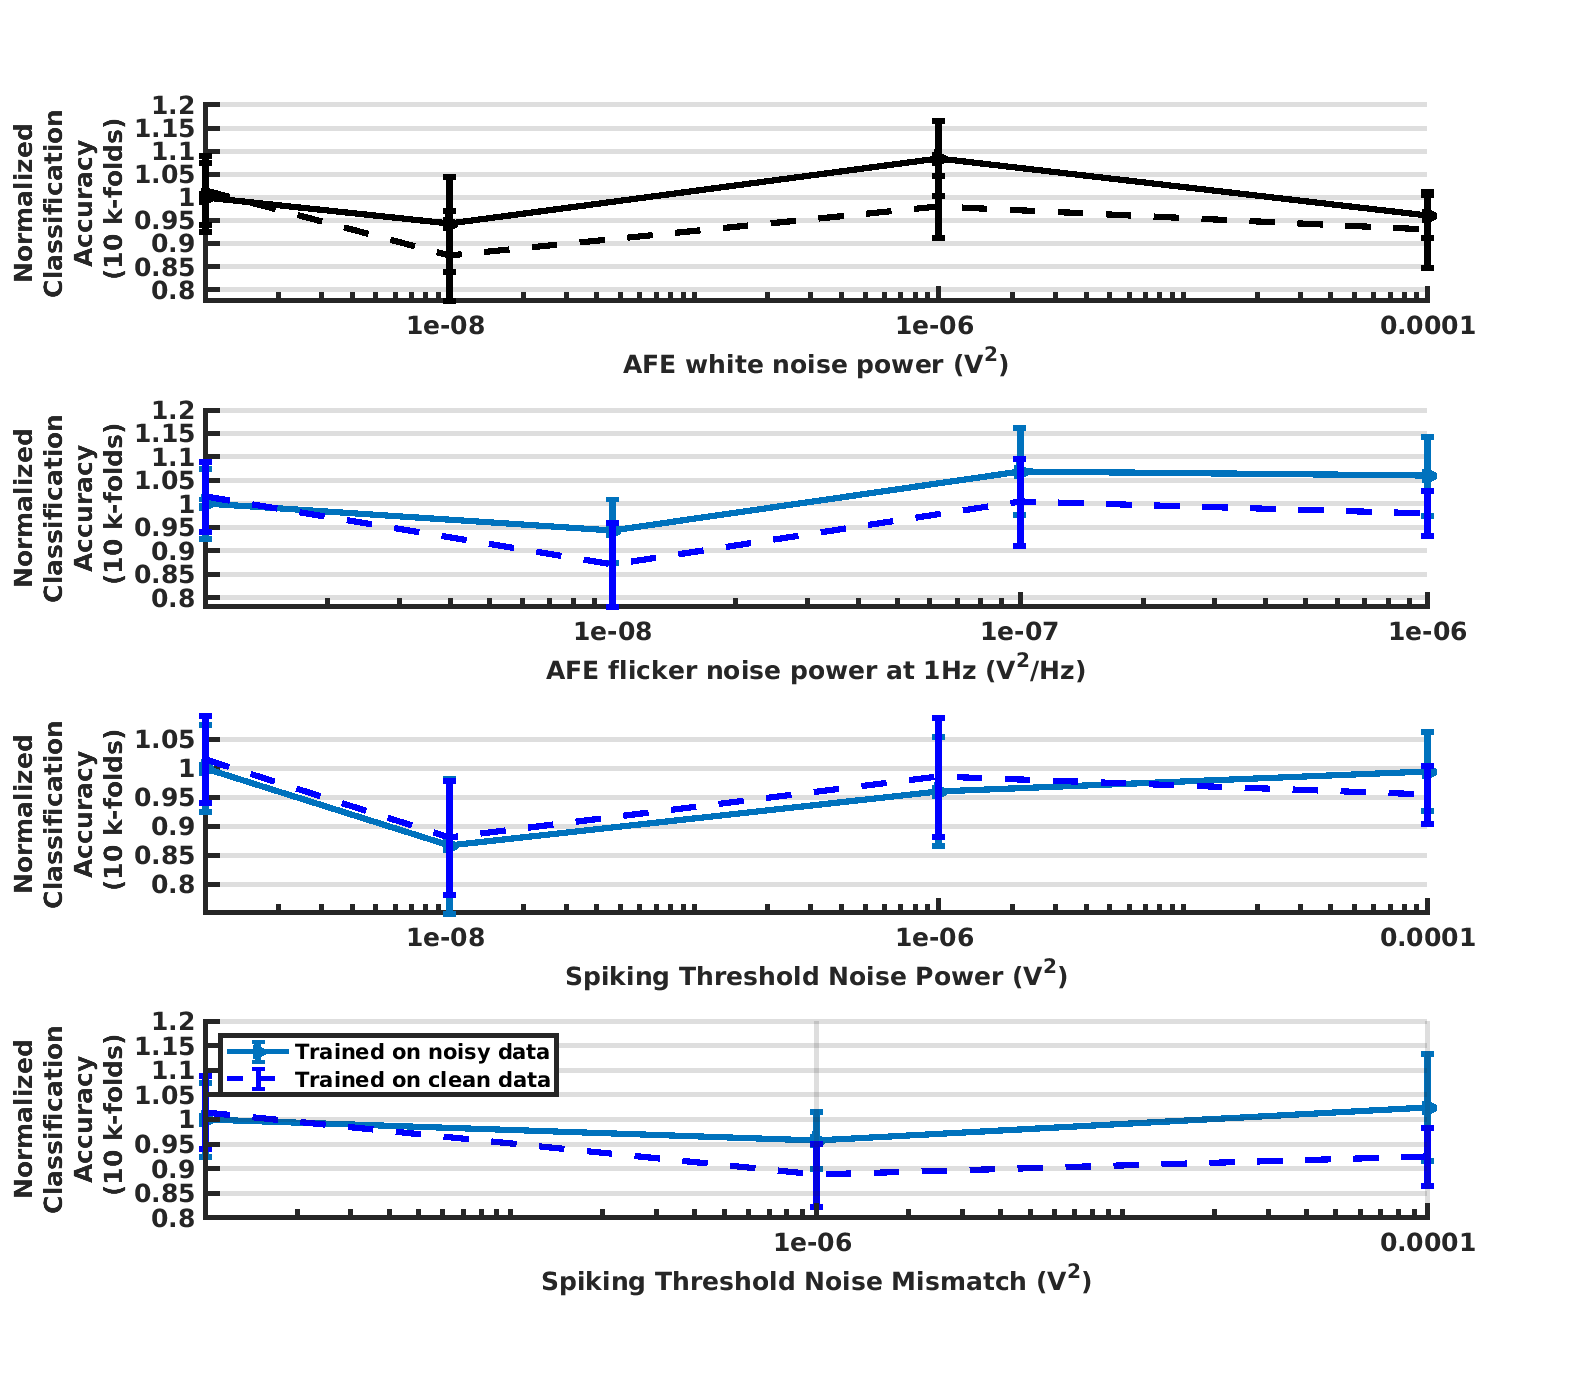 Normalized
Classification
Accuracy
(10 k-folds)
1.2
1.15
1.1
1.05
1
0.95
0.9
0.85
0.8
1e-08 1e-06 0.0001
AFE white noise power (V²)
Normalized
Classification
Accuracy
(10 k-folds)
1.2
1.15
1.1
1.05
1
0.95
0.9
0.85
0.8
1e-08 1e-07 1e-06
AFE flicker noise power at 1Hz (V²/Hz)
Normalized
Classification
Accuracy
(10 k-folds)
1.05
1
0.95
0.9
0.85
0.8
1e-08 1e-06 0.0001
Spiking Threshold Noise Power (V²)
Normalized
Classification
Accuracy
(10 k-folds)
1.2
1.15
1.1
1.05
1
0.95
0.9
0.85
0.8
Trained on noisy data
Trained on clean data
1e-06 0.0001
Spiking Threshold Noise Mismatch (V²)